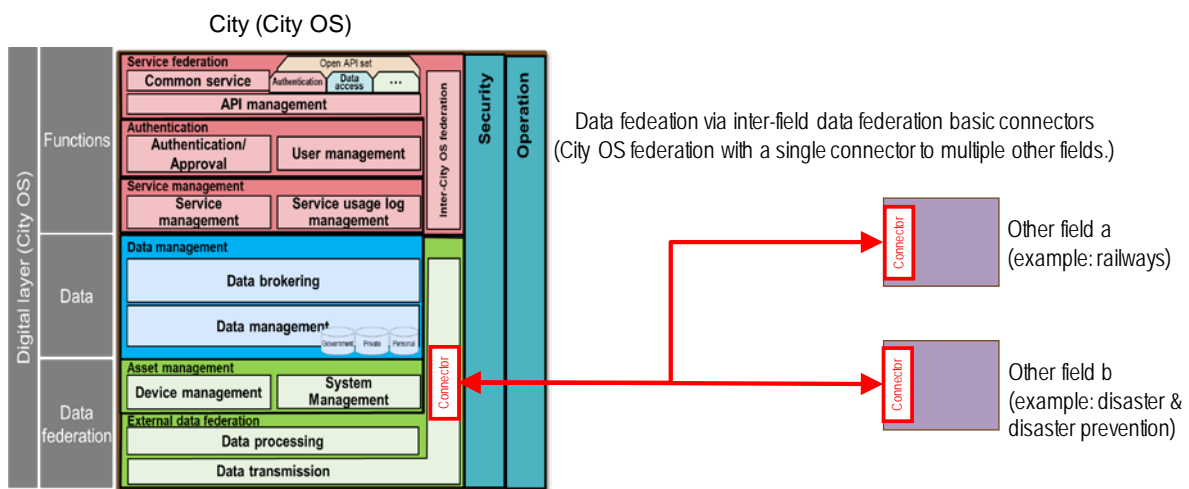 City (City OS)
Digital layer (City OS)
Functions
Data
Data
federation
Service federation
Open API set
Common service
Authentication
Data
access
...
API management
Authentication
Authentication/
Approval
User management
Service management
Service
management
Service usage log
management
Inter-City OS federation
Data management
Data brokering
Data management
Government
Private
Personal
Asset management
Device management
System
Management
External data federation
Data processing
Data transmission
Connector
Security
Operation
Data fedeation via inter-field data federation basic connectors
(City OS federation with a single connector to multiple other fields.)
Connector
Other field a
(example: railways)
Connector
Other field b
(example: disaster &
disaster prevention)